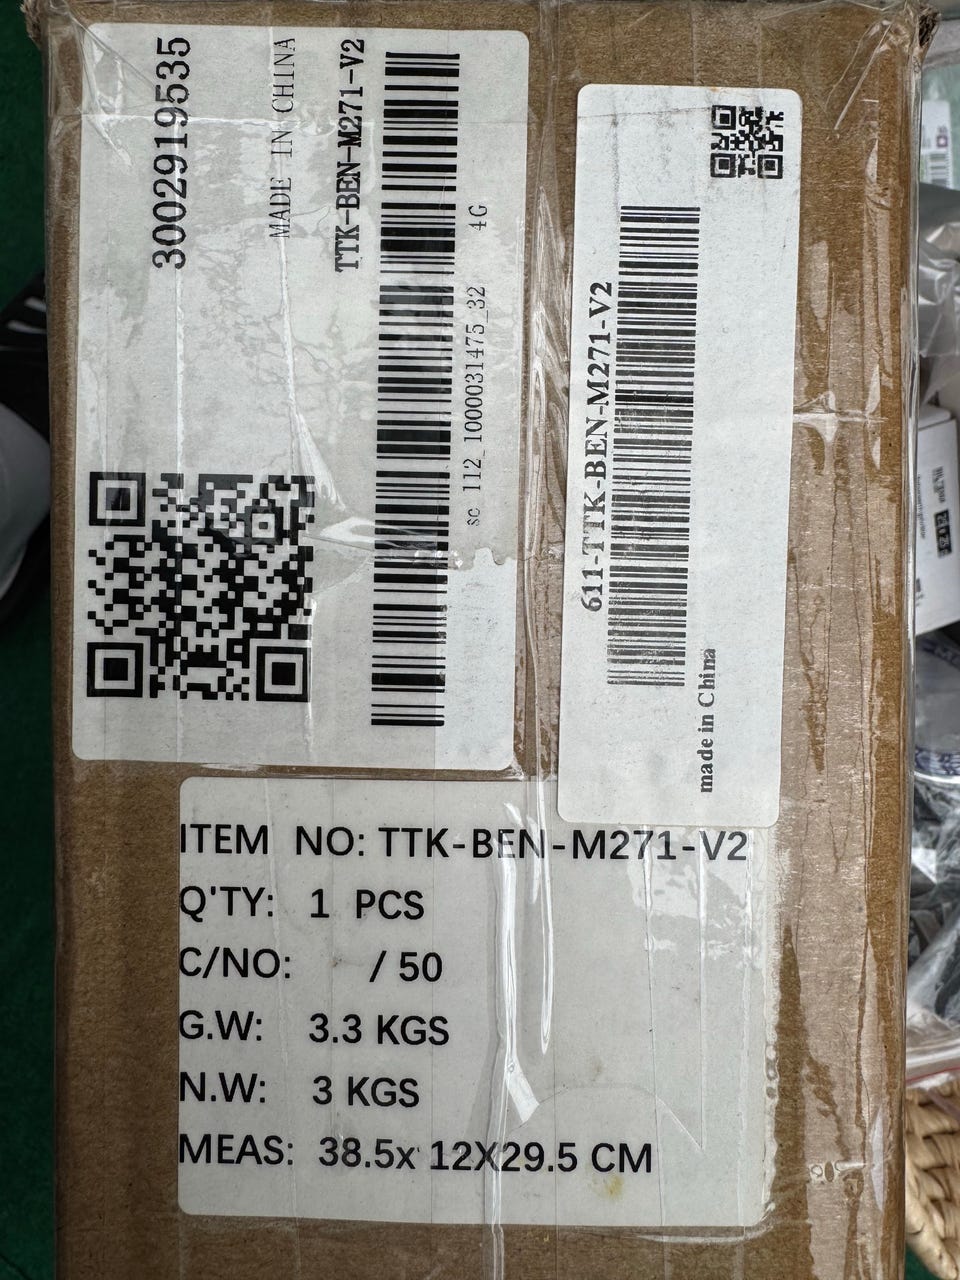 3002919535
MADE IN CHINA
TTK-BEN-M271-V2
SC 112_1000031475_32 4G
611-TTK-BEN-M271-V2
made in China
ITEM NO: TTK-BEN-M271-V2
Q'TY: 1 PCS
C/NO: / 50
G.W: 3.3 KGS
N.W: 3 KGS
MEAS: 38.5x 12X29.5 CM